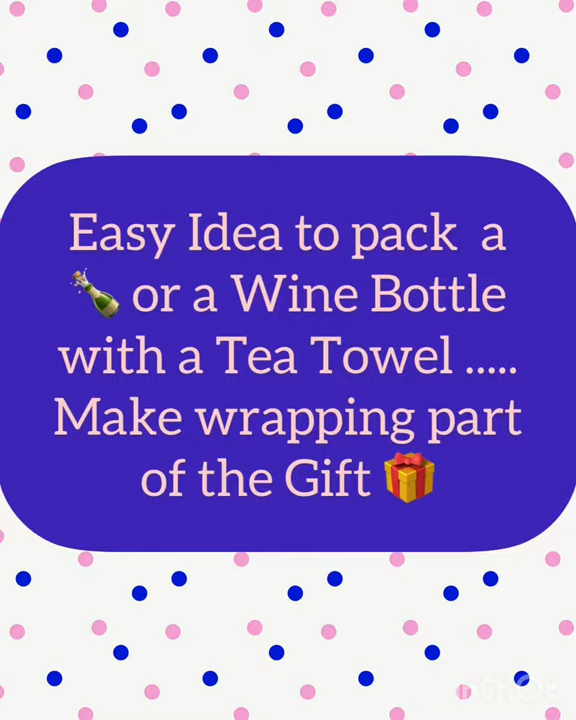 Easy Idea to pack a
🍾 or a Wine Bottle
with a Tea Towel .....
Make wrapping part
of the Gift 🎁